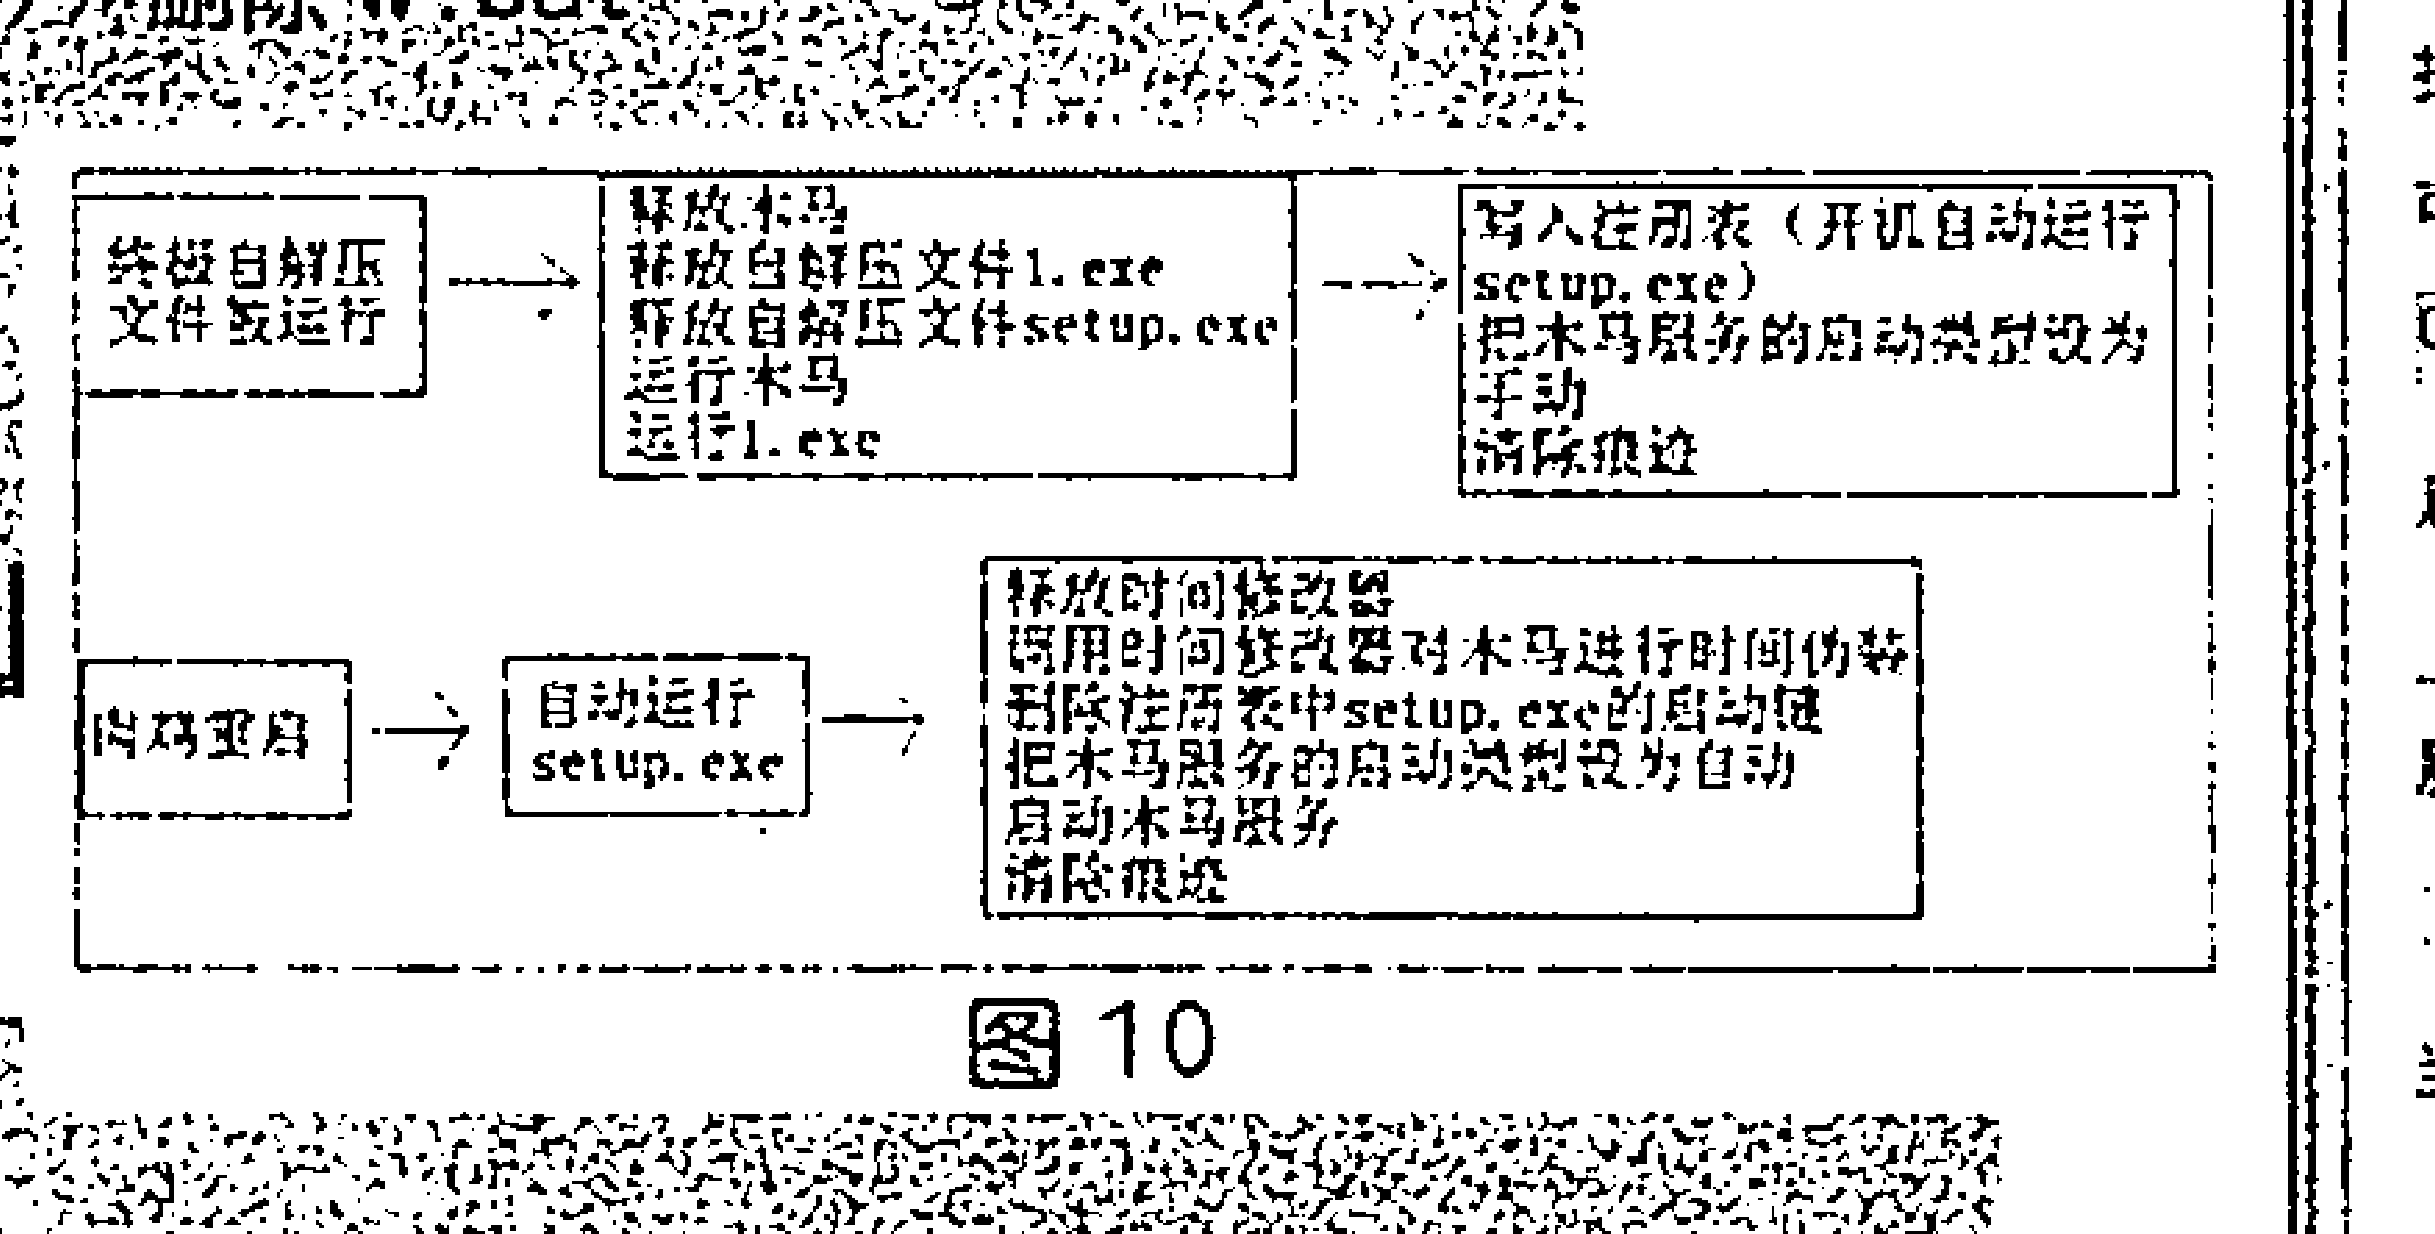 终极自解压
文件被运行
释放木马
释放自解压文件1.exe
释放自解压文件setup.exe
运行木马
运行1.exe
写入注册表（开机自动运行
setup.exe）
把木马服务的启动类型设为
手动
清除痕迹
肉鸡重启
自动运行
setup.exe
释放时间修改器
调用时间修改器对木马进行时间伪装
删除注册表中setup.exe的启动键
把木马服务的启动类型设为自动
启动木马服务
清除痕迹
图10